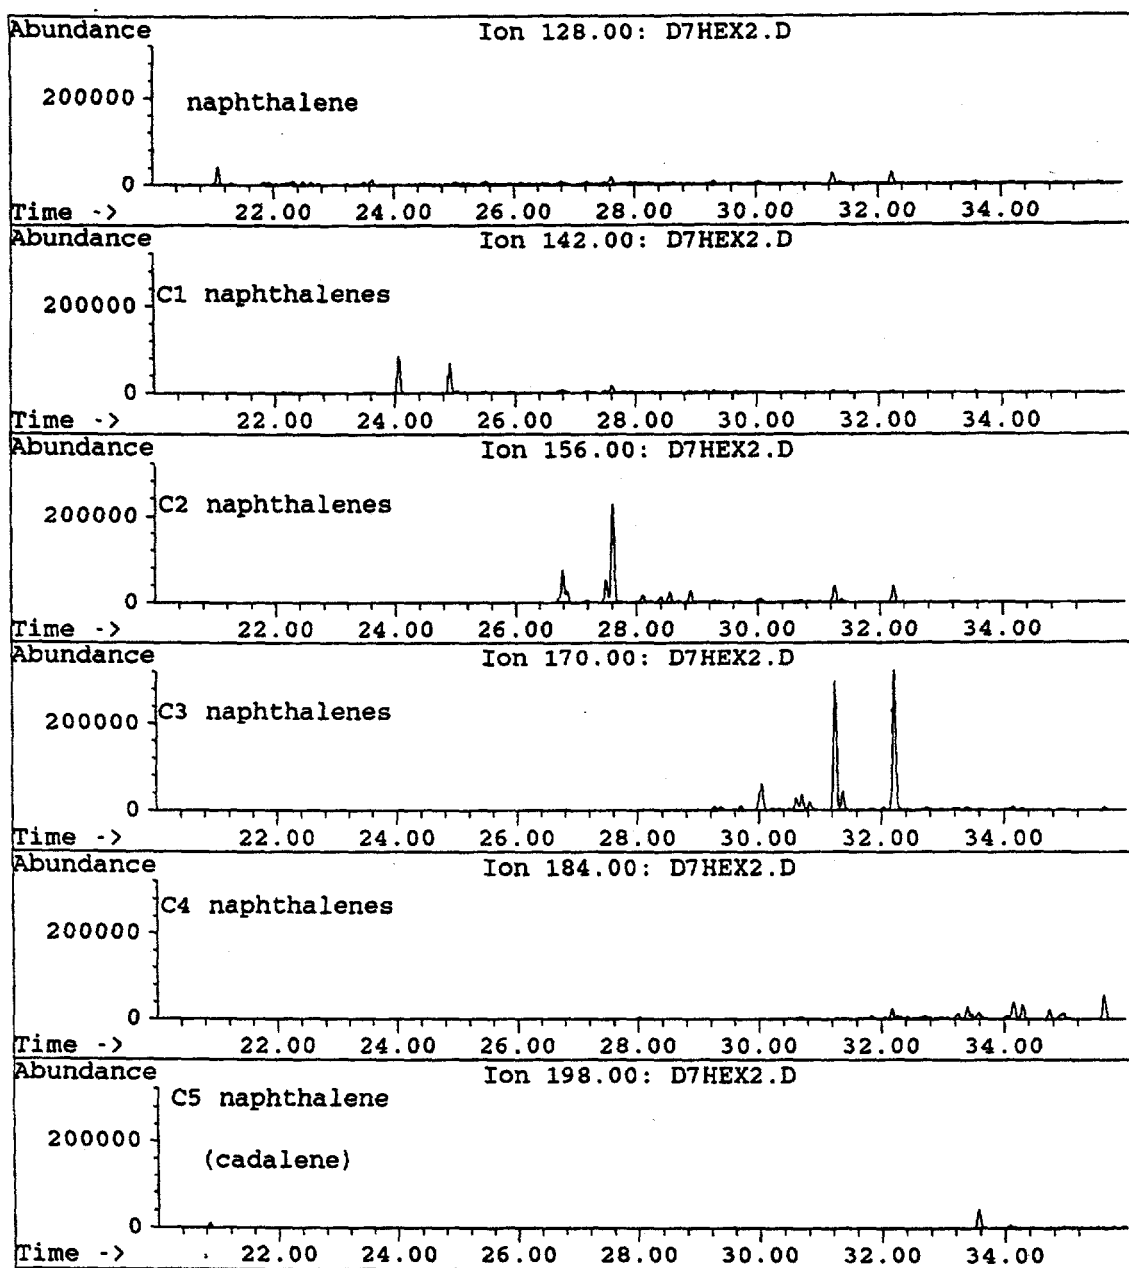 Abundance Ion 128.00: D7HEX2.D
200000 naphthalene
0
Time -> 22.00 24.00 26.00 28.00 30.00 32.00 34.00
Abundance Ion 142.00: D7HEX2.D
C1 naphthalenes
200000
0
Time -> 22.00 24.00 26.00 28.00 30.00 32.00 34.00
Abundance Ion 156.00: D7HEX2.D
C2 naphthalenes
200000
0
Time -> 22.00 24.00 26.00 28.00 30.00 32.00 34.00
Abundance Ion 170.00: D7HEX2.D
C3 naphthalenes
200000
0
Time -> 22.00 24.00 26.00 28.00 30.00 32.00 34.00
Abundance Ion 184.00: D7HEX2.D
C4 naphthalenes
200000
0
Time -> 22.00 24.00 26.00 28.00 30.00 32.00 34.00
Abundance Ion 198.00: D7HEX2.D
C5 naphthalene
200000
(cadalene)
0
Time -> 22.00 24.00 26.00 28.00 30.00 32.00 34.00